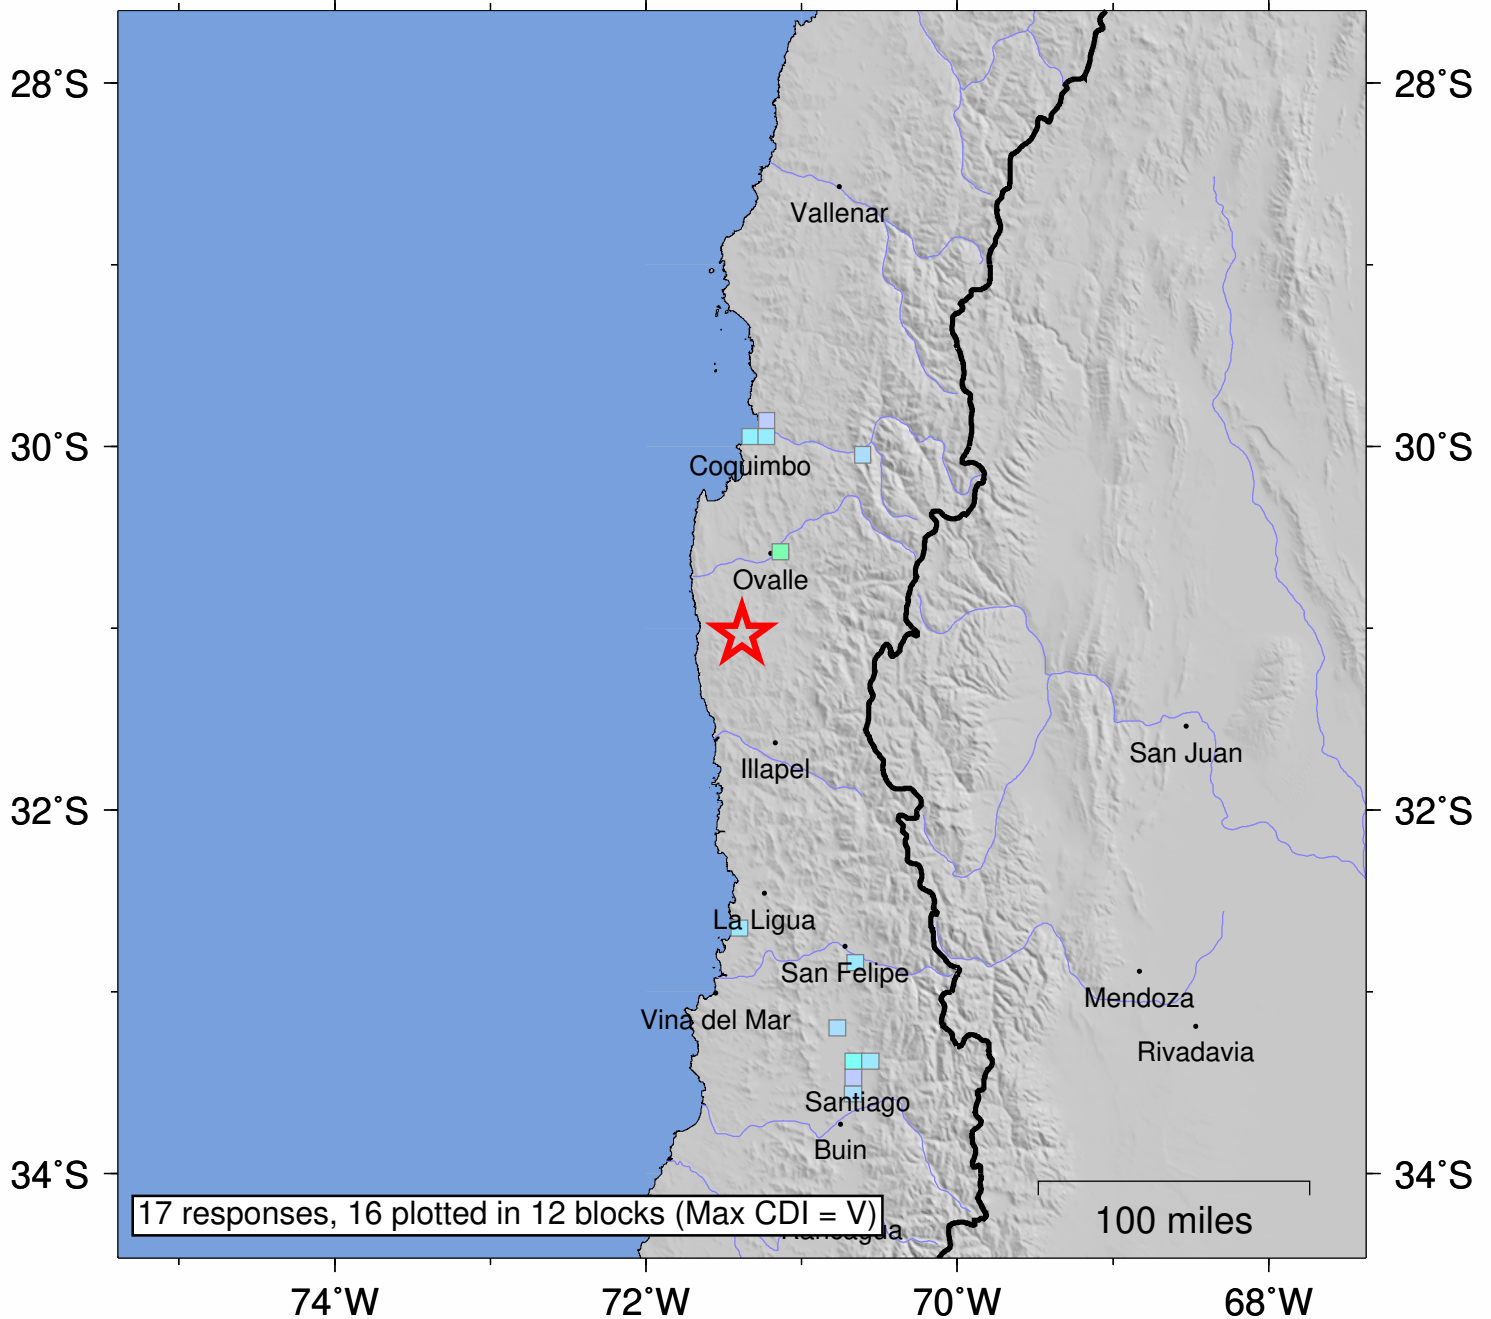 28°S
28°S
Vallenar
30°S
30°S
Coquimbo
Ovalle
San Juan
Illapel
32°S
32°S
La Ligua
San Felipe
Mendoza
Vina del Mar
Rivadavia
Santiago
Buin
34°S
34°S
17 responses, 16 plotted in 12 blocks (Max CDI = V)
100 miles
Rancagua
74°W
72°W
70°W
68°W